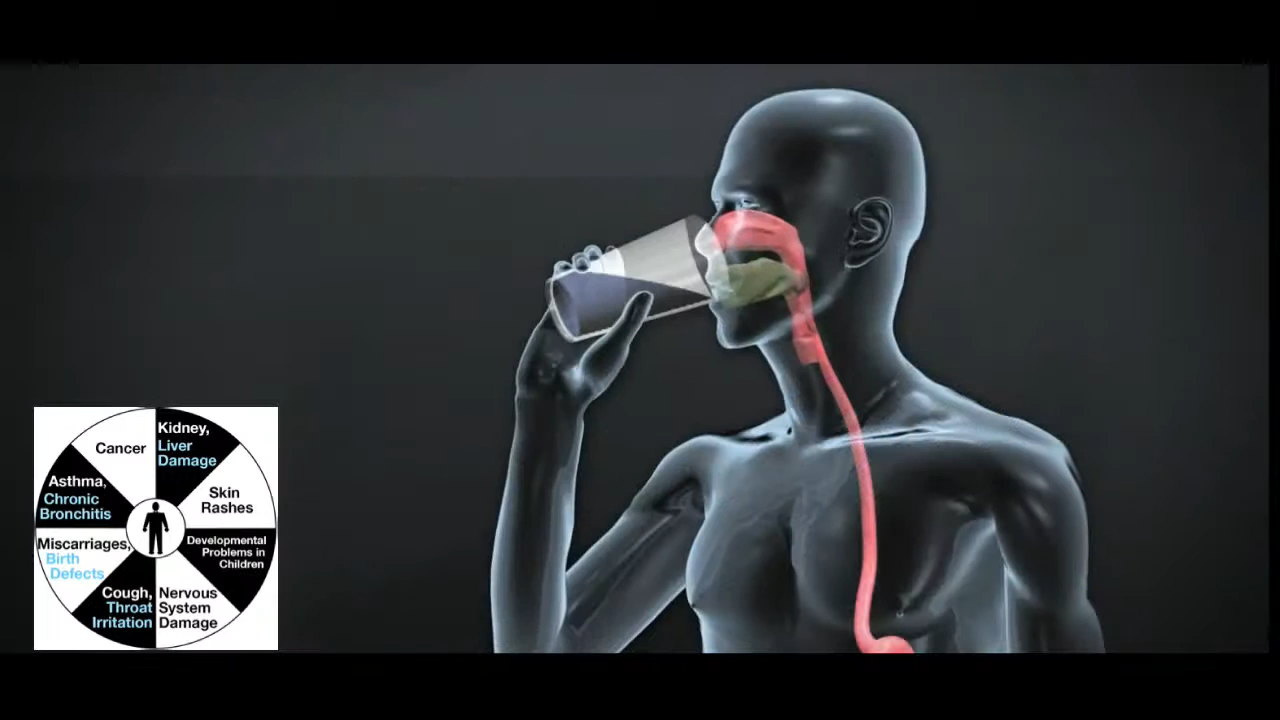 Kidney,
Liver
Damage
Skin
Rashes
Developmental
Problems in
Children
Nervous
System
Damage
Cough,
Throat
Irritation
Miscarriages,
Birth
Defects
Asthma,
Chronic
Bronchitis
Cancer